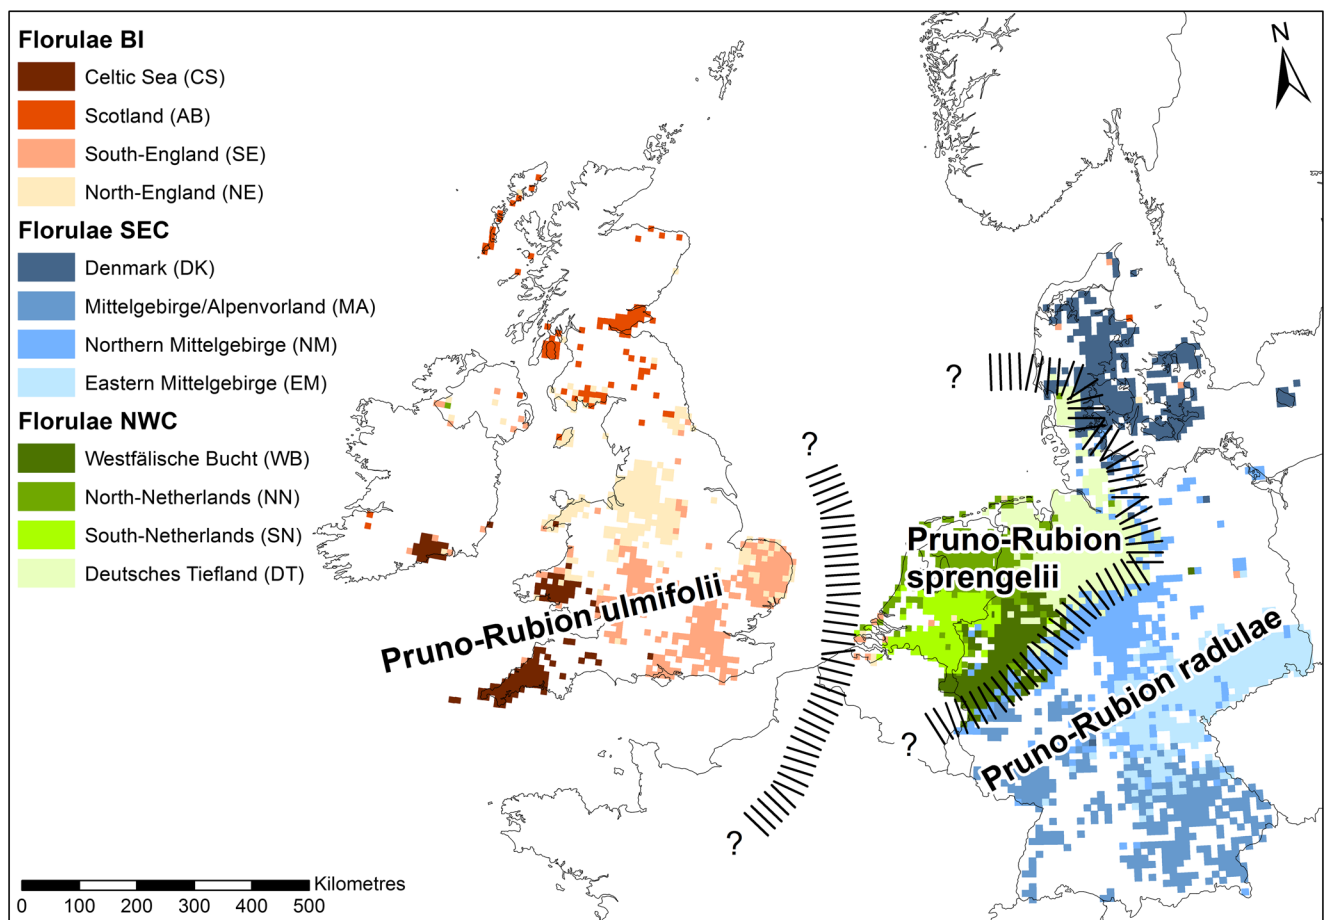 Florulae BI
Celtic Sea (CS)
Scotland (AB)
South-England (SE)
North-England (NE)
Florulae SEC
Denmark (DK)
Mittelgebirge/Alpenvorland (MA)
Northern Mittelgebirge (NM)
Eastern Mittelgebirge (EM)
Florulae NWC
Westfälische Bucht (WB)
North-Netherlands (NN)
South-Netherlands (SN)
Deutsches Tiefland (DT)
N
?
?
Pruno-Rubion
sprengelii
Pruno-Rubion ulmifolii
Pruno-Rubion radulae
?
?
Kilometres
0 100 200 300 400 500